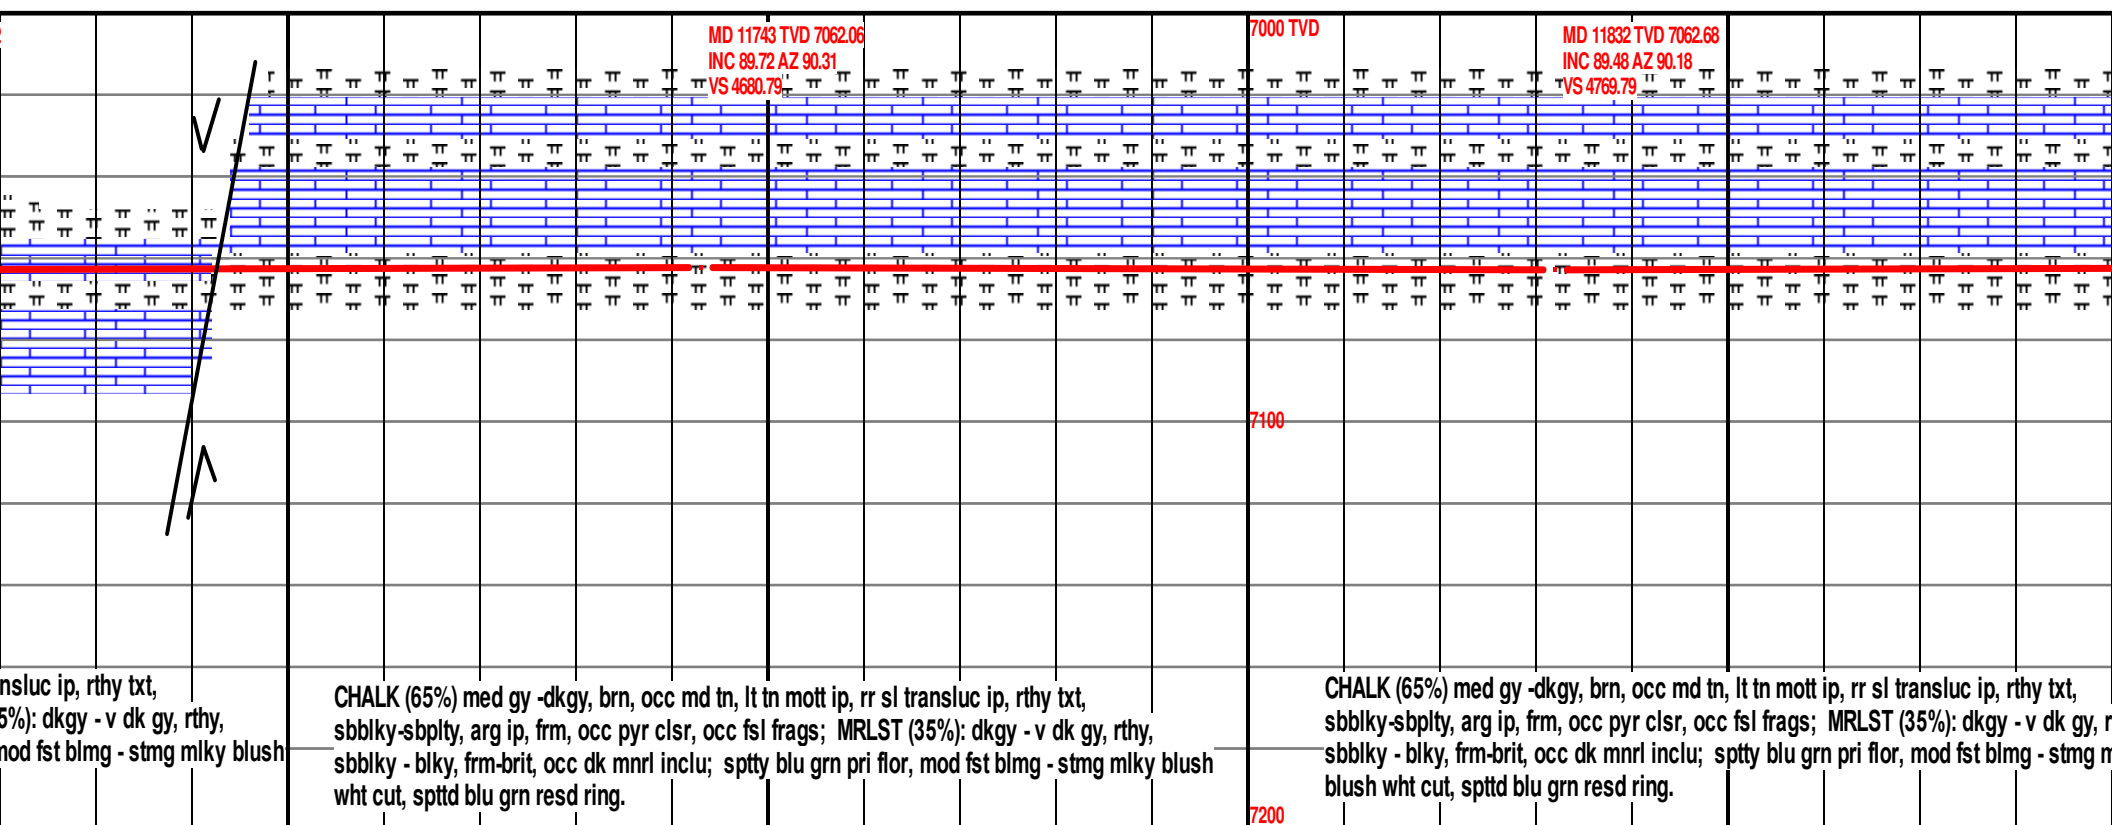 MD 11743 TVD 7062.06
INC 89.72 AZ 90.31
VS 4680.79
7000 TVD
MD 11832 TVD 7062.68
INC 89.48 AZ 90.18
VS 4769.79
7100
nsluc ip, rthy txt,
5%): dkgy - v dk gy, rthy,
mod fst blmg - stmg mlky blush
CHALK (65%) med gy -dkgy, brn, occ md tn, lt tn mott ip, rr sl transluc ip, rthy txt,
sbblky-sbplty, arg ip, frm, occ pyr clsr, occ fsl frags;  MRLST (35%): dkgy - v dk gy, rthy,
sbblky - blky, frm-brit, occ dk mnrl inclu;  sptty blu grn pri flor, mod fst blmg - stmg mlky blush
wht cut, spttd blu grn resd ring.
CHALK (65%) med gy -dkgy, brn, occ md tn, lt tn mott ip, rr sl transluc ip, rthy txt,
sbblky-sbplty, arg ip, frm, occ pyr clsr, occ fsl frags;  MRLST (35%): dkgy - v dk gy, r
sbblky - blky, frm-brit, occ dk mnrl inclu;  sptty blu grn pri flor, mod fst blmg - stmg m
blush wht cut, spttd blu grn resd ring.
7200